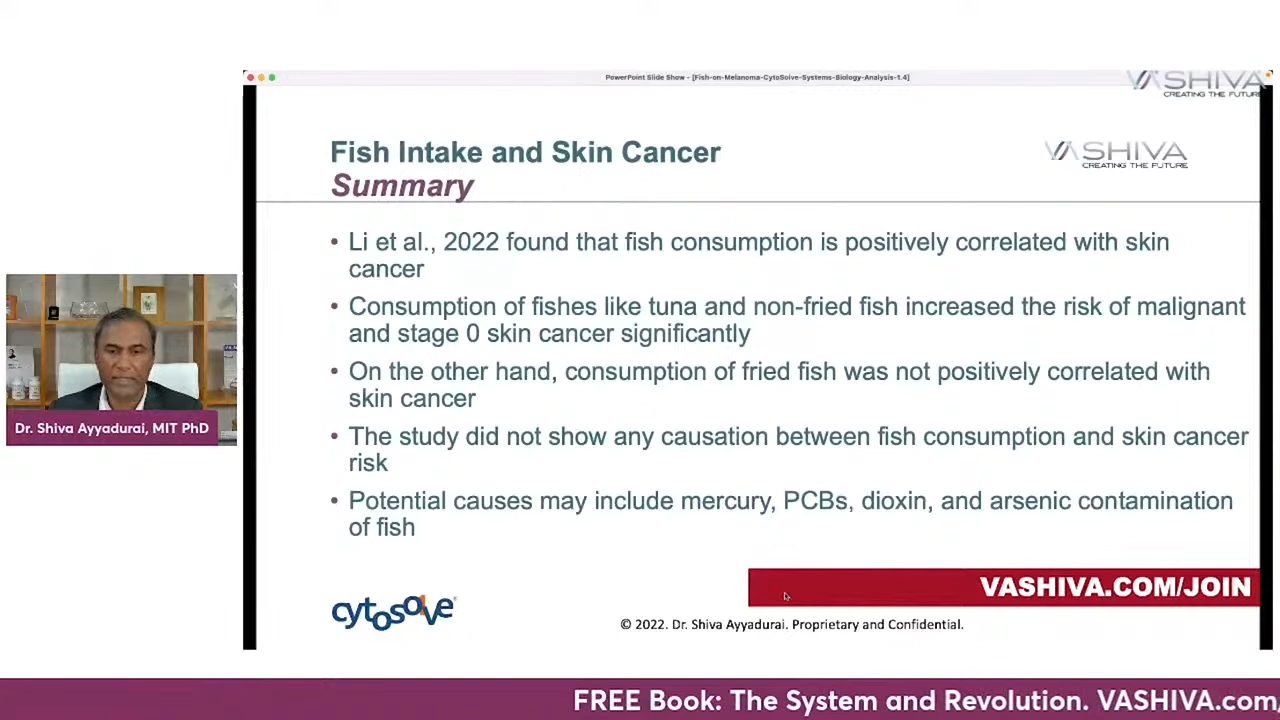 PowerPoint Slide Show - [Fish-on-Melanoma-CytoSolve-Systems-Biology-Analysis-1.4]
VASHIVA
CREATING THE FUTURE
Fish Intake and Skin Cancer
Summary
VASHIVA
CREATING THE FUTURE
• Li et al., 2022 found that fish consumption is positively correlated with skin
cancer
• Consumption of fishes like tuna and non-fried fish increased the risk of malignant
and stage 0 skin cancer significantly
• On the other hand, consumption of fried fish was not positively correlated with
skin cancer
• The study did not show any causation between fish consumption and skin cancer
risk
• Potential causes may include mercury, PCBs, dioxin, and arsenic contamination
of fish
Dr. Shiva Ayyadurai, MIT PhD
VASHIVA.COM/JOIN
cytosolve
© 2022. Dr. Shiva Ayyadurai. Proprietary and Confidential.
FREE Book: The System and Revolution. VASHIVA.com/